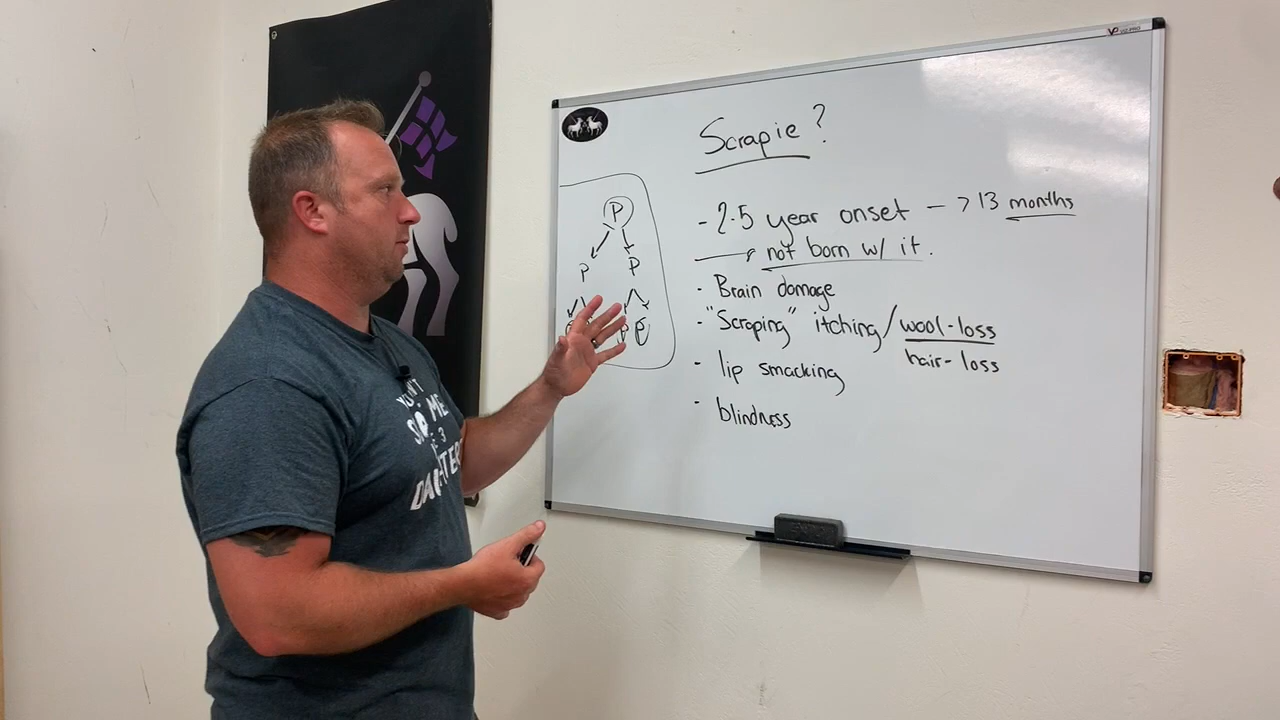 Scrapie?
- 2-5 year onset - >13 months
not born w/ it.
- Brain damage
- "Scraping" itching/wool-loss
hair-loss
- lip smacking
- blindness
P
P P
P P